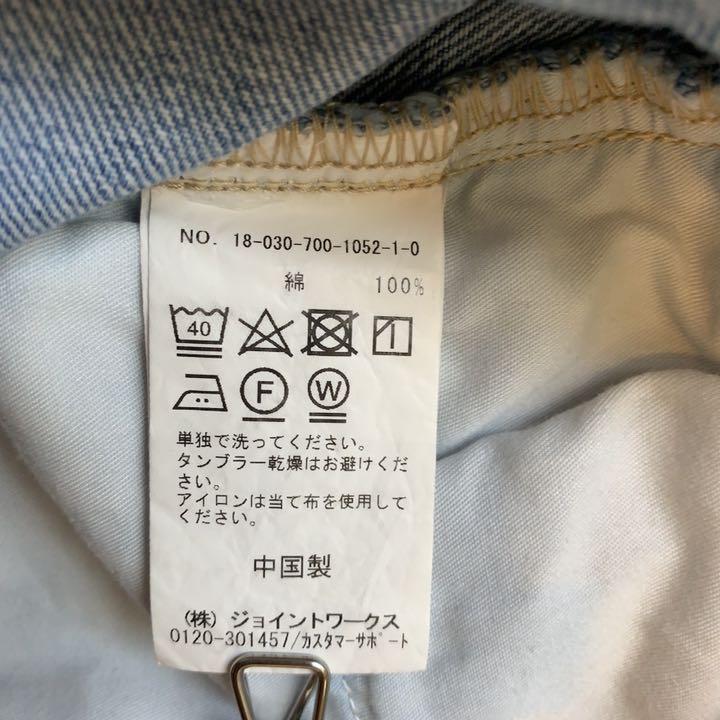 NO. 18-030-700-1052-1-0
綿 100%
40
F W
単独で洗ってください。
タンブラー乾燥はお避けくだ
さい。
アイロンは当て布を使用して
ください。
中国製
(株) ジョイントワークス
0120-301457/カスタマーサポート